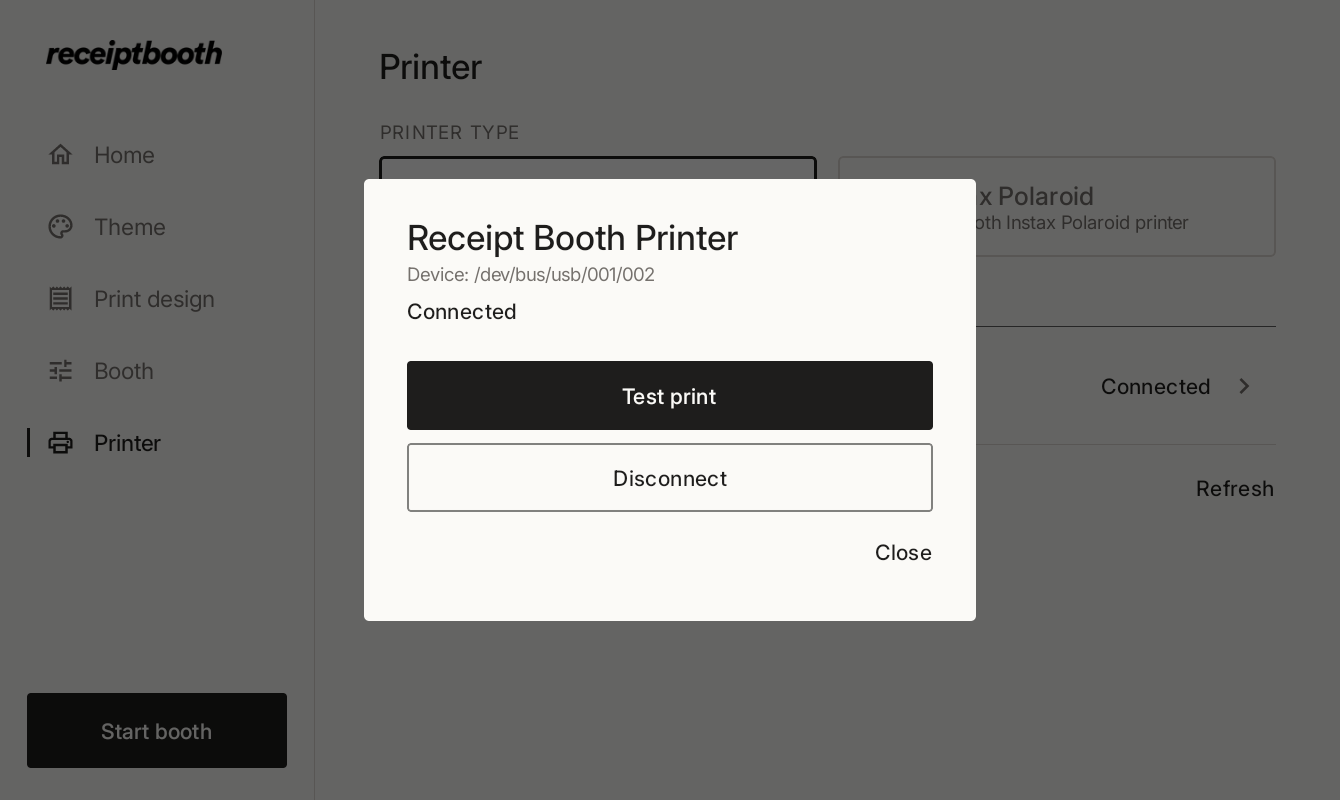 receiptbooth
Home
Theme
Print design
Booth
Printer
Start booth
Printer
PRINTER TYPE
x Polaroid
Instax Polaroid printer
Connected
Refresh
Receipt Booth Printer
Device: /dev/bus/usb/001/002
Connected
Test print
Disconnect
Close